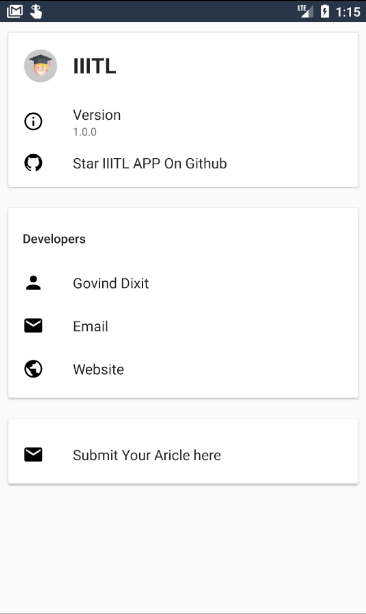 LTE 1:15
IIITL
Version
1.0.0
Star IIITL APP On Github
Developers
Govind Dixit
Email
Website
Submit Your Aricle here